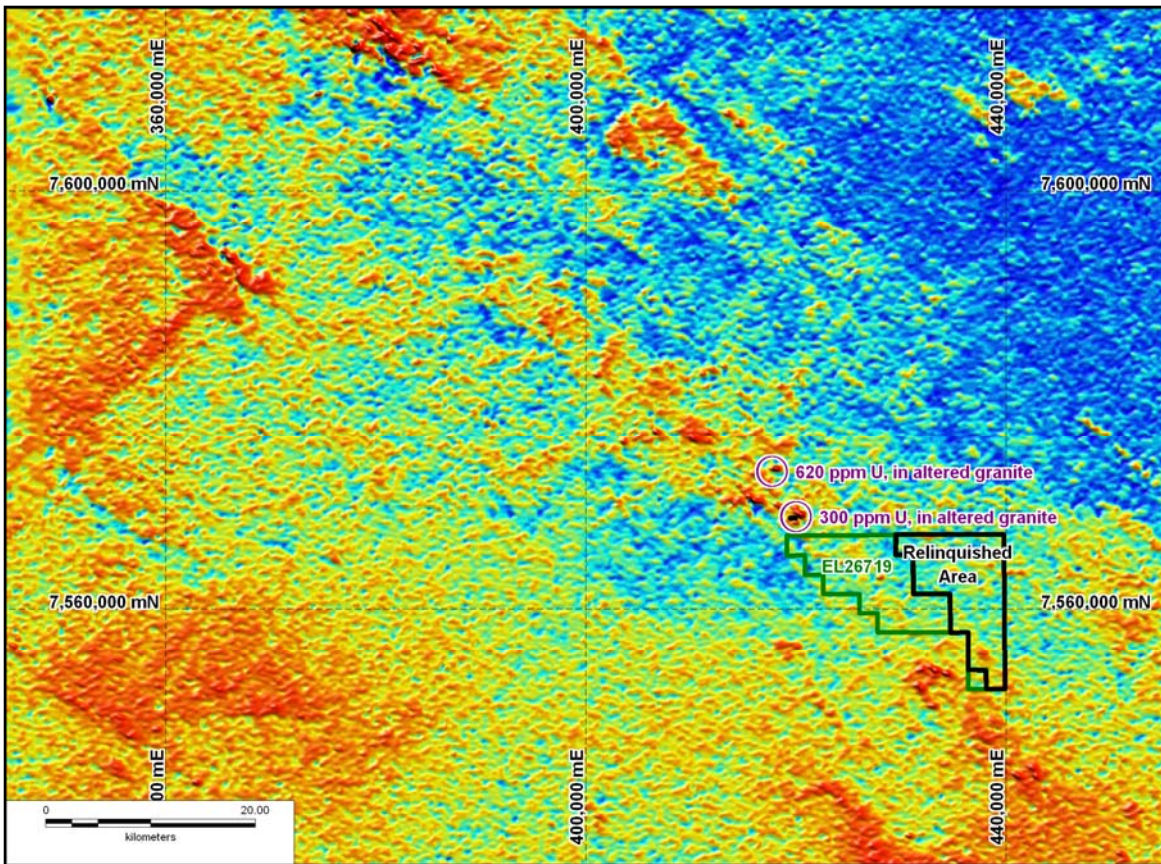 360,000 mE
400,000 mE
440,000 mE
7,600,000 mN
7,600,000 mN
620 ppm U, in altered granite
300 ppm U, in altered granite
Relinquished
Area
EL26719
7,560,000 mN
7,560,000 mN
00 mE
400,000 mE
440,000 mE
0
20.00
kilometers